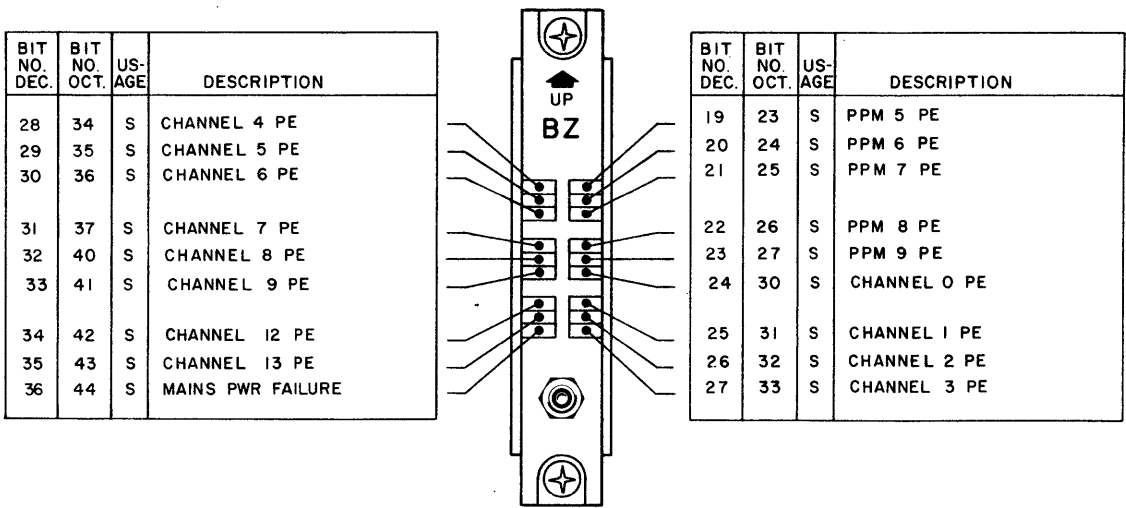 BIT NO. DEC. BIT NO. OCT. US-AGE DESCRIPTION
28 34 S CHANNEL 4 PE
29 35 S CHANNEL 5 PE
30 36 S CHANNEL 6 PE
31 37 S CHANNEL 7 PE
32 40 S CHANNEL 8 PE
33 41 S CHANNEL 9 PE
34 42 S CHANNEL 12 PE
35 43 S CHANNEL 13 PE
36 44 S MAINS PWR FAILURE
UP
BZ
BIT NO. DEC. BIT NO. OCT. US-AGE DESCRIPTION
19 23 S PPM 5 PE
20 24 S PPM 6 PE
21 25 S PPM 7 PE
22 26 S PPM 8 PE
23 27 S PPM 9 PE
24 30 S CHANNEL 0 PE
25 31 S CHANNEL 1 PE
26 32 S CHANNEL 2 PE
27 33 S CHANNEL 3 PE